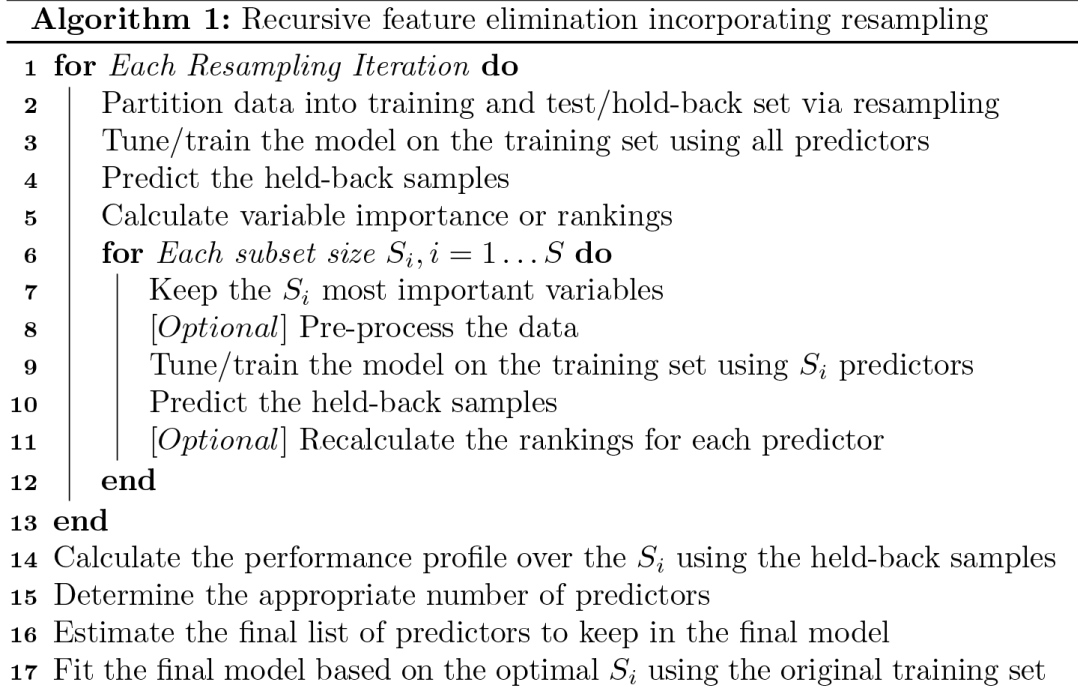 Algorithm 1: Recursive feature elimination incorporating resampling
1 for Each Resampling Iteration do
2 Partition data into training and test/hold-back set via resampling
3 Tune/train the model on the training set using all predictors
4 Predict the held-back samples
5 Calculate variable importance or rankings
6 for Each subset size S_i, i = 1 … S do
7 Keep the S_i most important variables
8 [Optional] Pre-process the data
9 Tune/train the model on the training set using S_i predictors
10 Predict the held-back samples
11 [Optional] Recalculate the rankings for each predictor
12 end
13 end
14 Calculate the performance profile over the S_i using the held-back samples
15 Determine the appropriate number of predictors
16 Estimate the final list of predictors to keep in the final model
17 Fit the final model based on the optimal S_i using the original training set